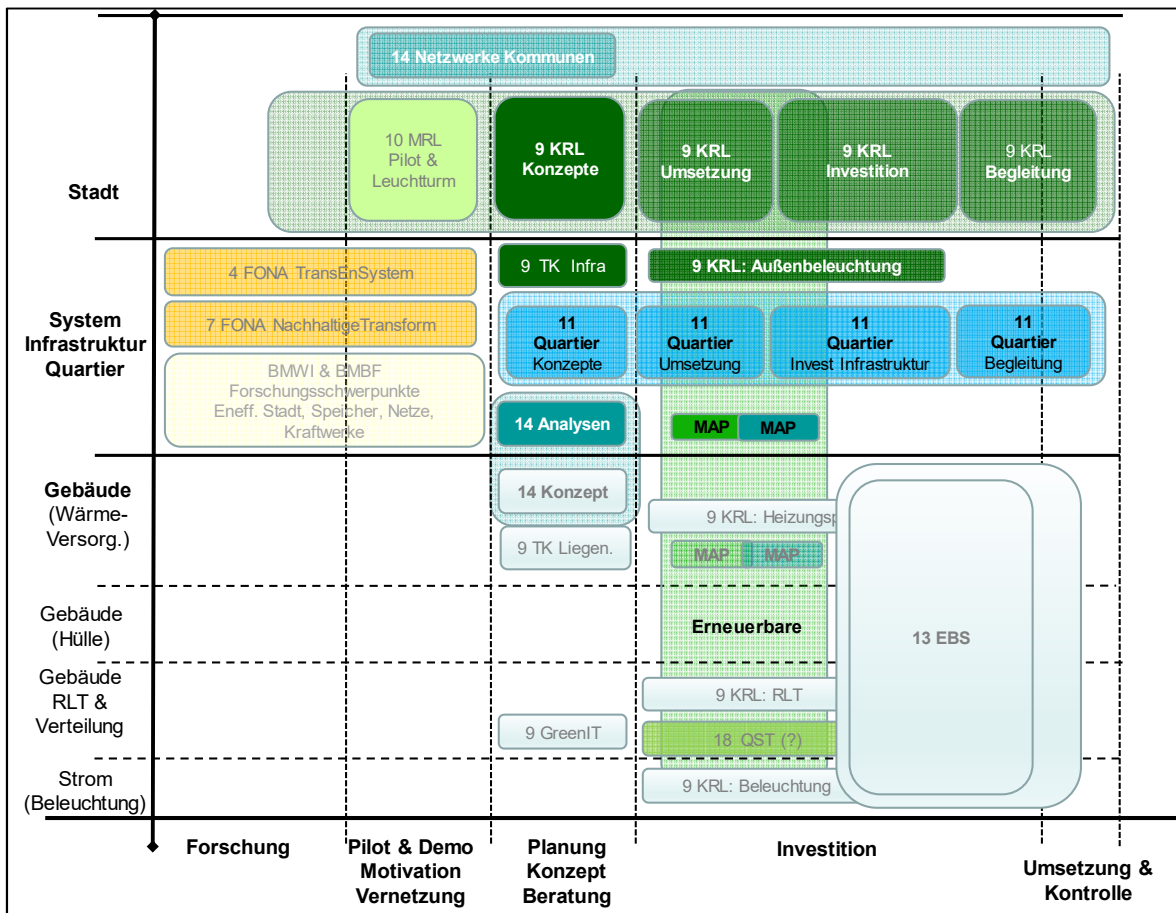 14 Netzwerke Kommunen
Stadt
10 MRL
Pilot &
Leuchtturm
9 KRL
Konzepte
9 KRL
Umsetzung
9 KRL
Investition
9 KRL
Begleitung
System
Infrastruktur
Quartier
4 FONA TransEnSystem
9 TK Infra
9 KRL: Außenbeleuchtung
7 FONA NachhaltigeTransform
11
Quartier
Konzepte
11
Quartier
Umsetzung
11
Quartier
Invest Infrastruktur
11
Quartier
Begleitung
BMWI & BMBF
Forschungsschwerpunkte
Eneff. Stadt, Speicher, Netze,
Kraftwerke
14 Analysen
MAP
MAP
Gebäude
(Wärme-
Versorg.)
14 Konzept
9 KRL: Heizungsp
9 TK Liegen.
MAP
MAP
Gebäude
(Hülle)
Erneuerbare
13 EBS
Gebäude
RLT &
Verteilung
9 KRL: RLT
9 GreenIT
18 QST (?)
Strom
(Beleuchtung)
9 KRL: Beleuchtung
Forschung
Pilot & Demo
Motivation
Vernetzung
Planung
Konzept
Beratung
Investition
Umsetzung &
Kontrolle